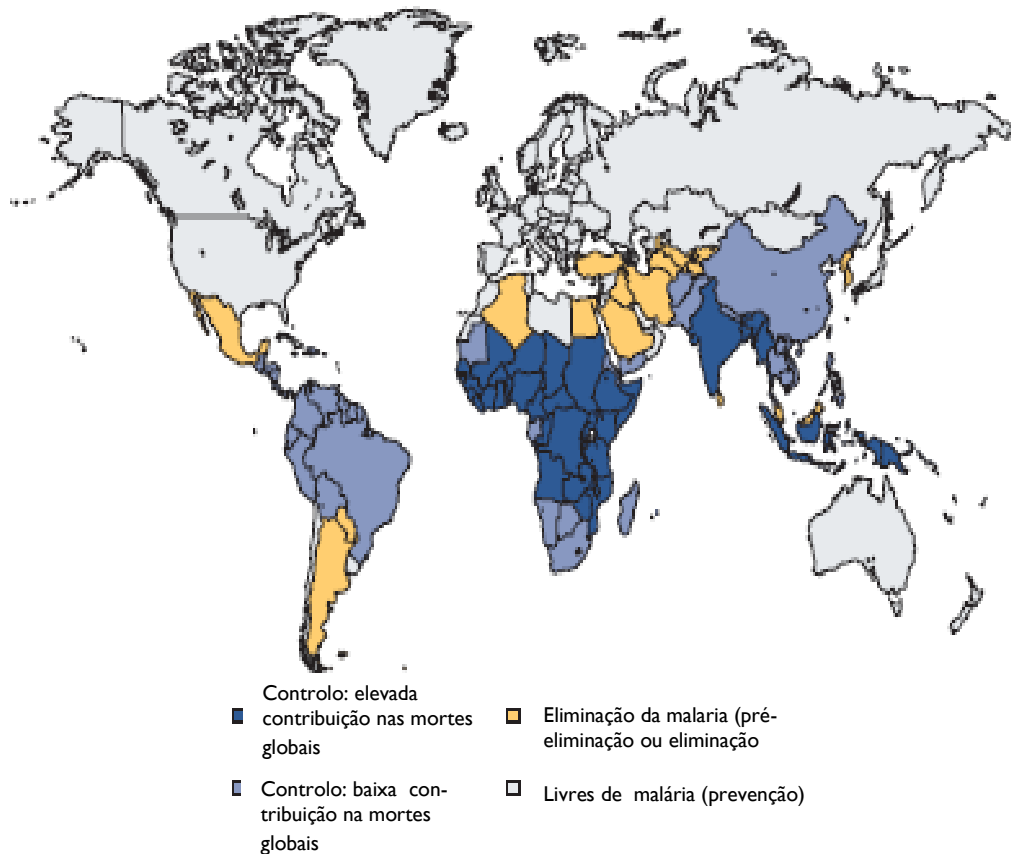 Controlo: elevada
contribuição nas mortes
globais
Controlo: baixa con-
tribuição na mortes
globais
Eliminação da malaria (pré-
eliminação ou eliminação
Livres de malária (prevenção)